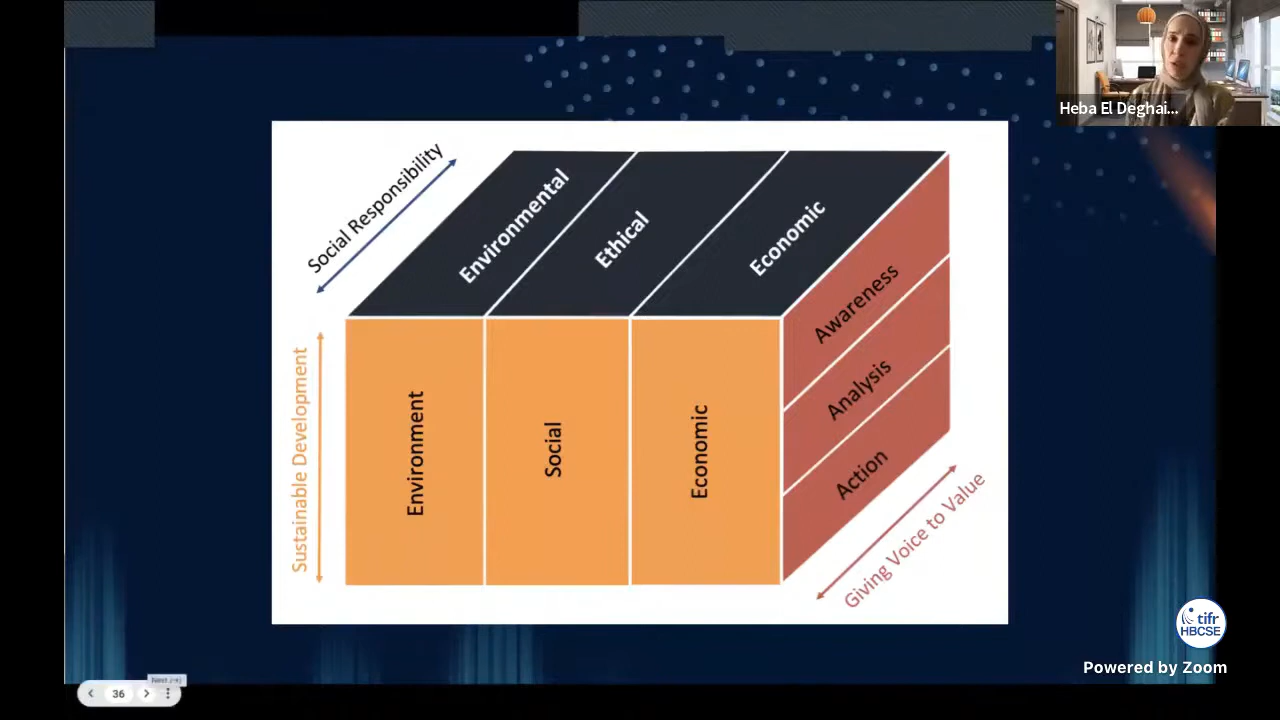 Heba El Deghai...
Social Responsibility
Environmental
Ethical
Economic
Sustainable Development
Environment
Social
Economic
Awareness
Analysis
Action
Giving Voice to Value
tifr
HBCSE
Powered by Zoom
36